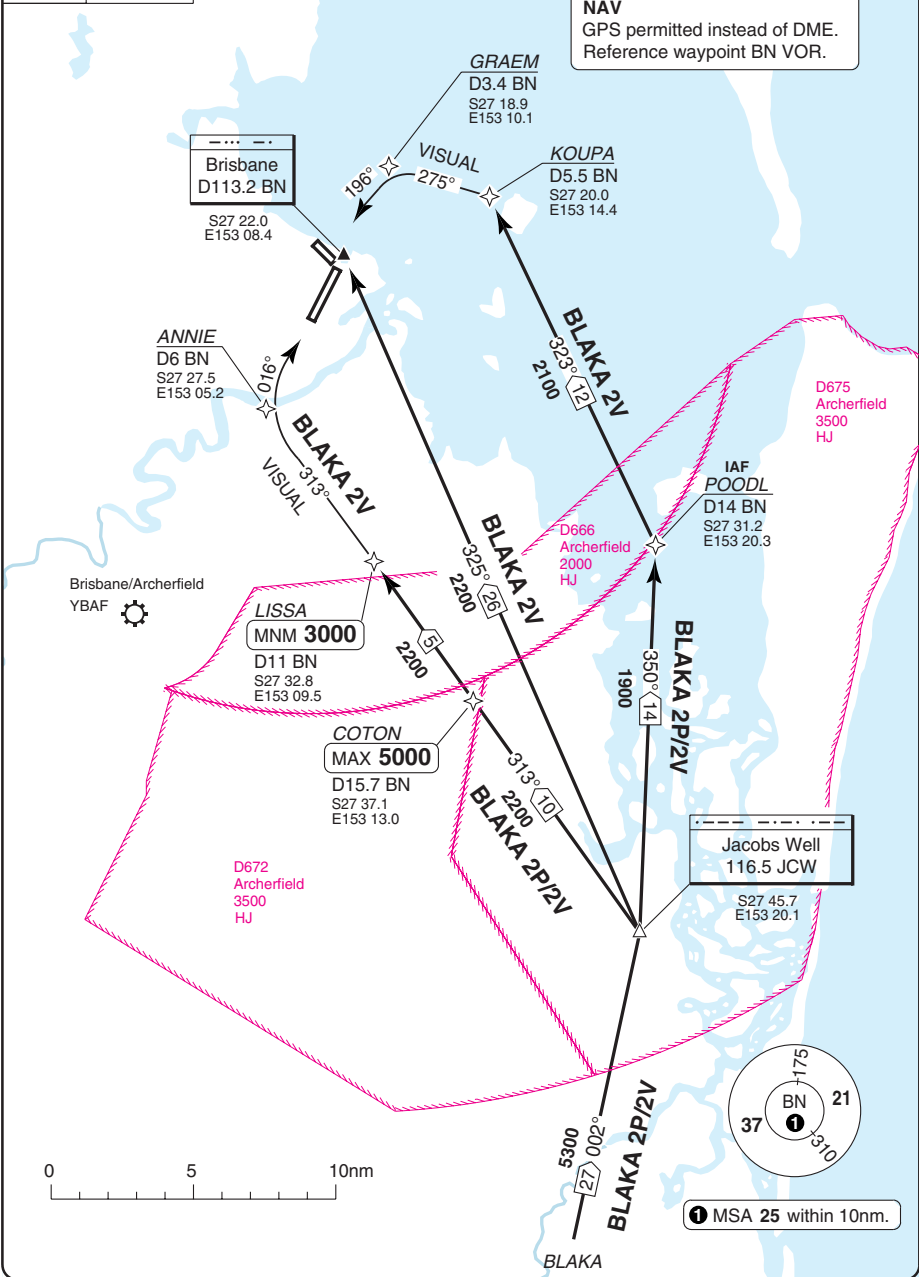 NAV
GPS permitted instead of DME.
Reference waypoint BN VOR.
GRAEM
D3.4 BN
S27 18.9
E153 10.1
Brisbane
D113.2 BN
S27 22.0
E153 08.4
VISUAL
275°
196°
KOUPA
D5.5 BN
S27 20.0
E153 14.4
ANNIE
D6 BN
S27 27.5
E153 05.2
016°
BLAKA 2V
313°
VISUAL
BLAKA 2V
323° 12
2100
D675
Archerfield
3500
HJ
IAF
POODL
D14 BN
S27 31.2
E153 20.3
D666
Archerfield
2000
HJ
BLAKA 2V
325° 26
2200
Brisbane/Archerfield
YBAF
LISSA
MNM 3000
D11 BN
S27 32.8
E153 09.5
5
2200
BLAKA 2P/2V
350° 14
1900
COTON
MAX 5000
D15.7 BN
S27 37.1
E153 13.0
313° 10
2200
BLAKA 2P/2V
Jacobs Well
116.5 JCW
S27 45.7
E153 20.1
D672
Archerfield
3500
HJ
175
BN
1
21
37
310
5300
27 002°
BLAKA 2P/2V
0 5 10nm
1 MSA 25 within 10nm.
BLAKA